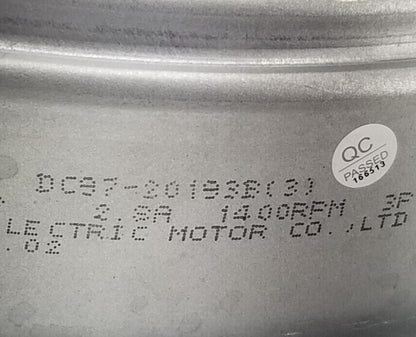 QC
PASSED
166513
DC97-20193B(3)
2.8A 1400RPM 3P
LECTRIC MOTOR CO.,LTD
.02